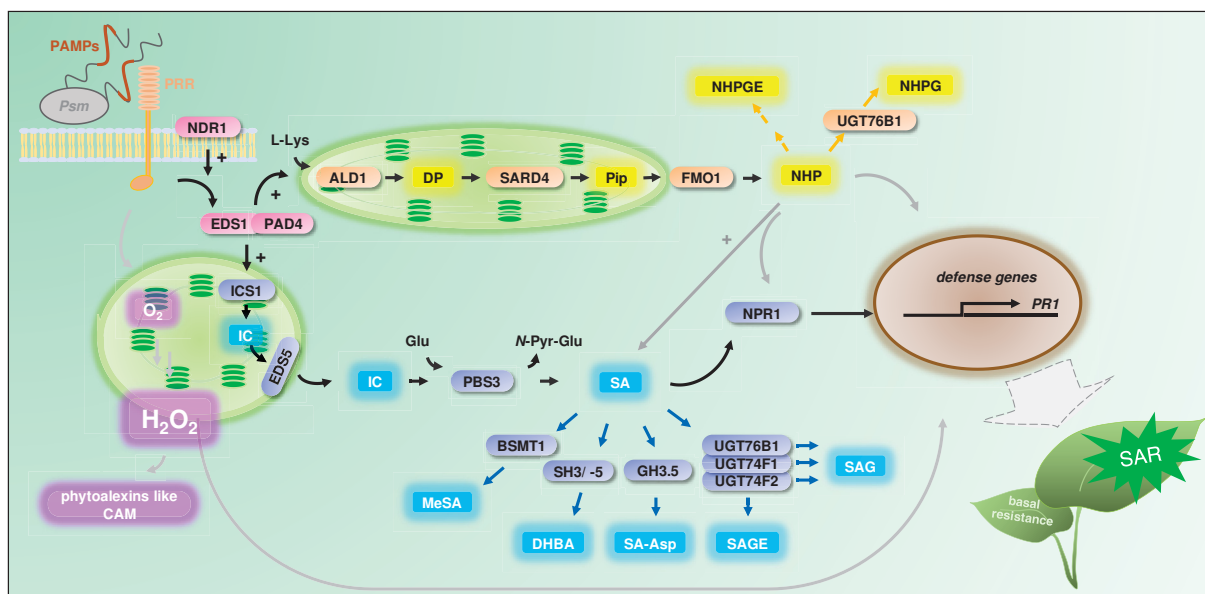 PAMPs
PRR
Psm
NDR1
+
L-Lys
+
EDS1
PAD4
+
ALD1
DP
SARD4
Pip
FMO1
NHP
NHPGE
NHPG
UGT76B1
+
defense genes
PR1
NPR1
ICS1
O2
IC
EDS5
H2O2
phytoalexins like
CAM
IC
Glu
PBS3
N-Pyr-Glu
SA
BSMT1
SH3/ -5
GH3.5
UGT76B1
UGT74F1
UGT74F2
SAG
MeSA
DHBA
SA-Asp
SAGE
SAR
basal
resistance